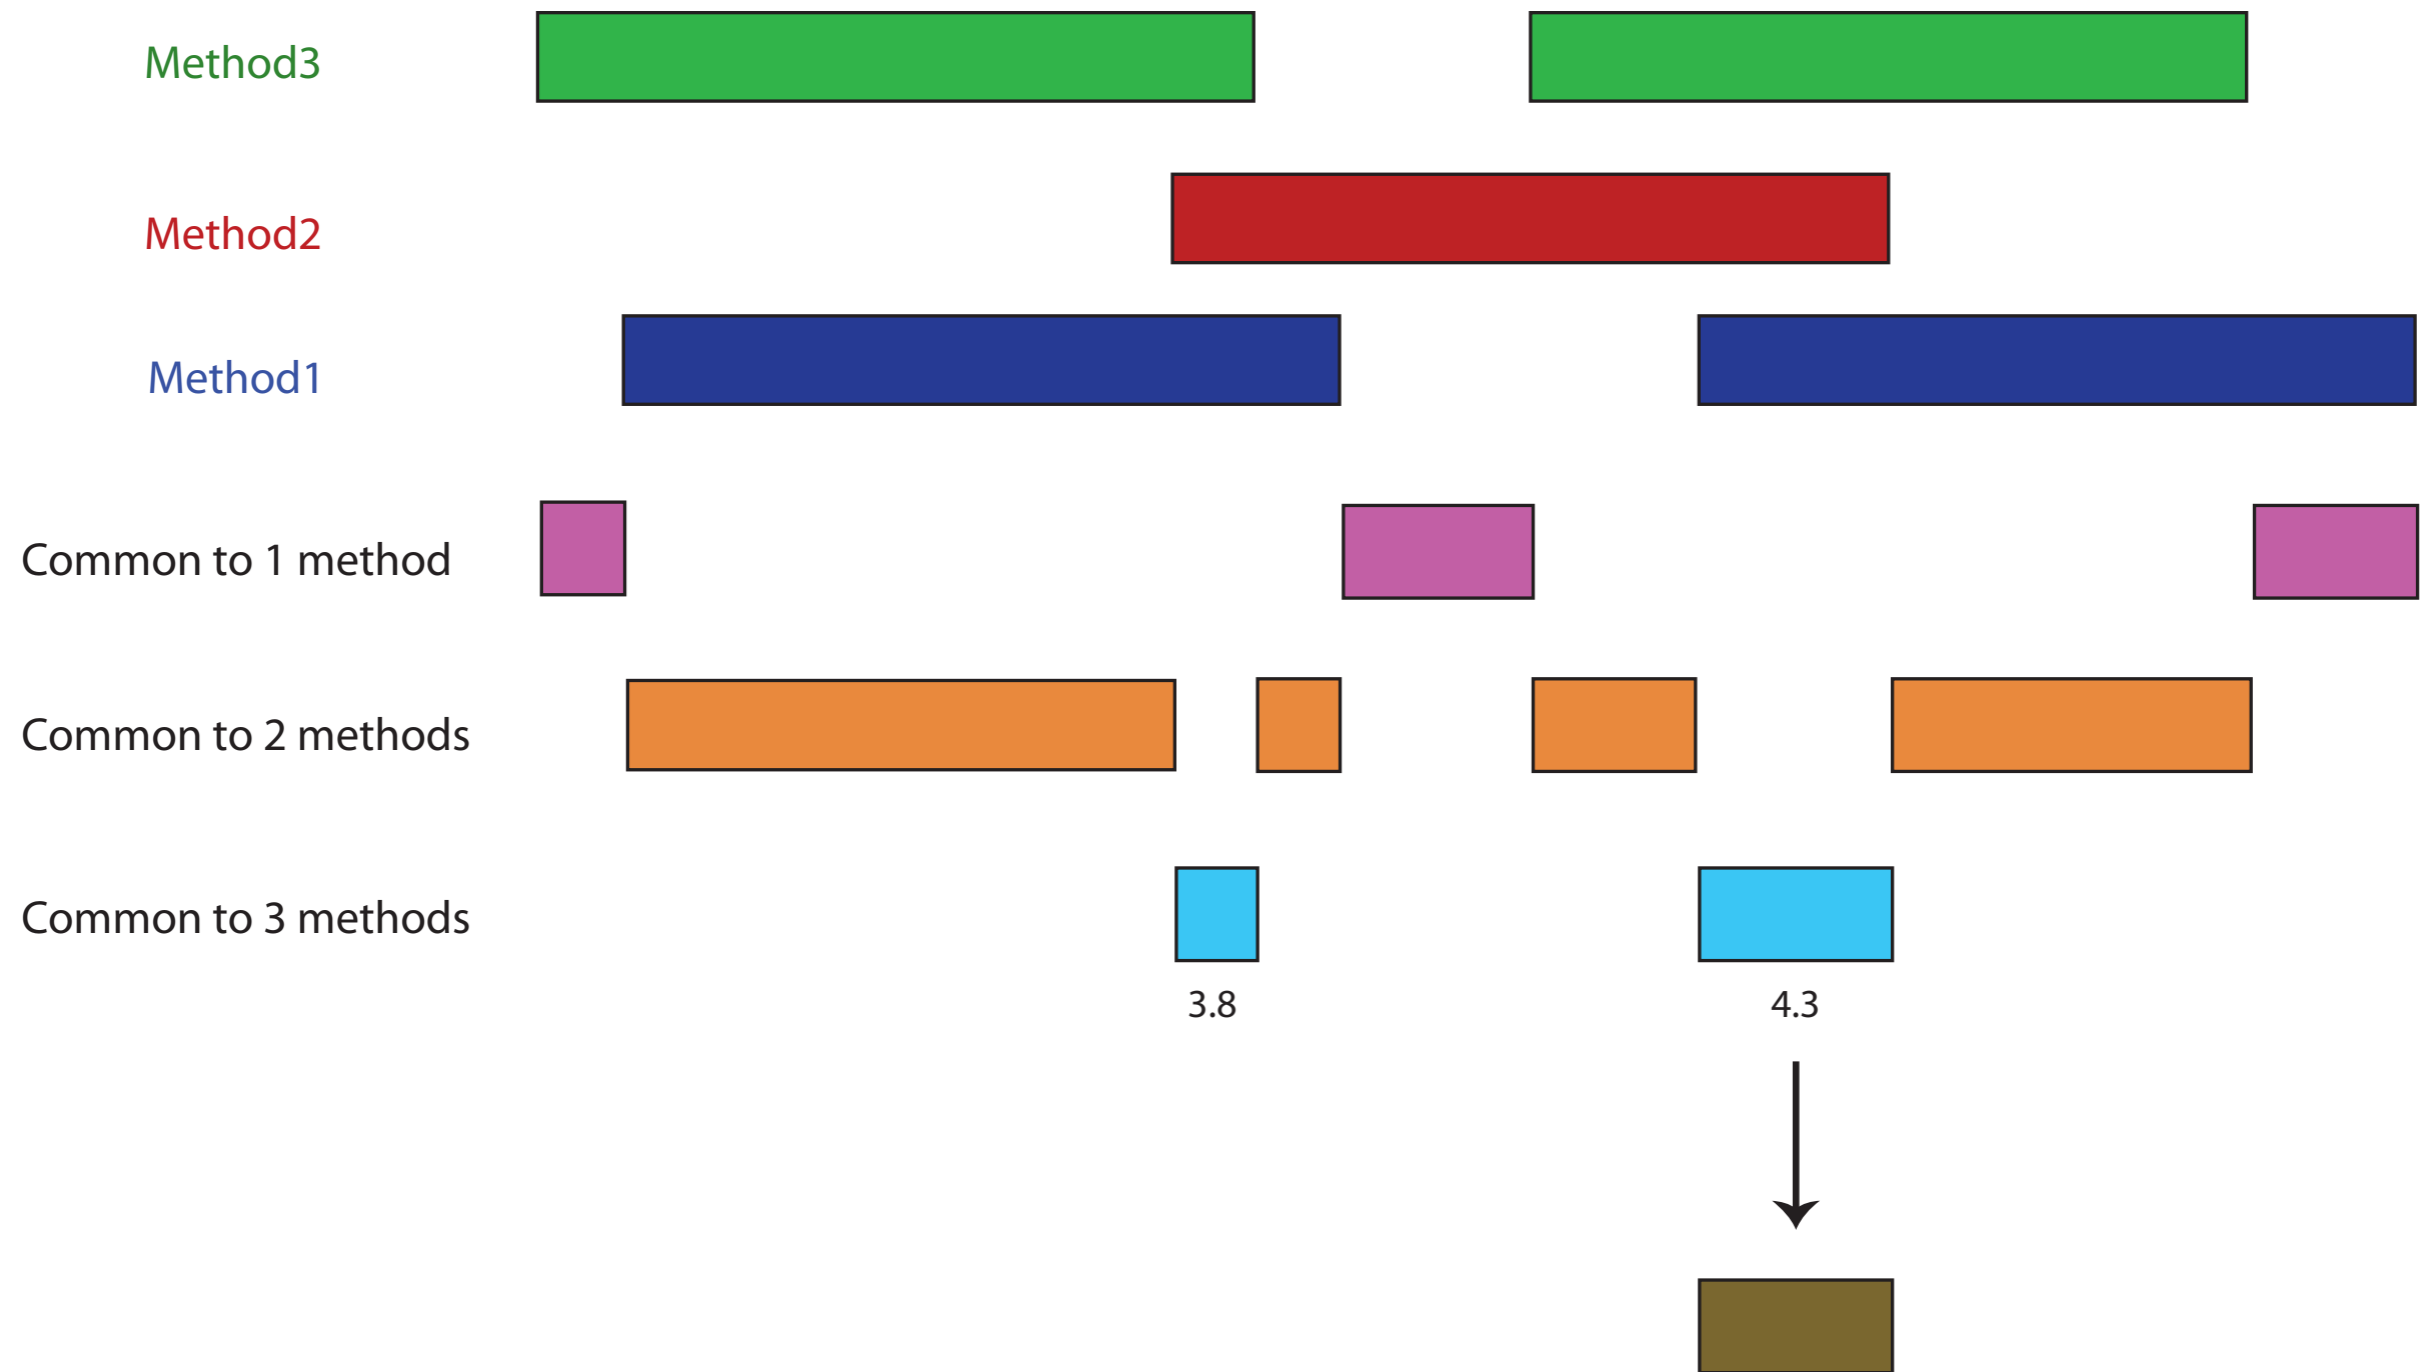 Method3
Method2
Method1
Common to 1 method
Common to 2 methods
Common to 3 methods
3.8 4.3